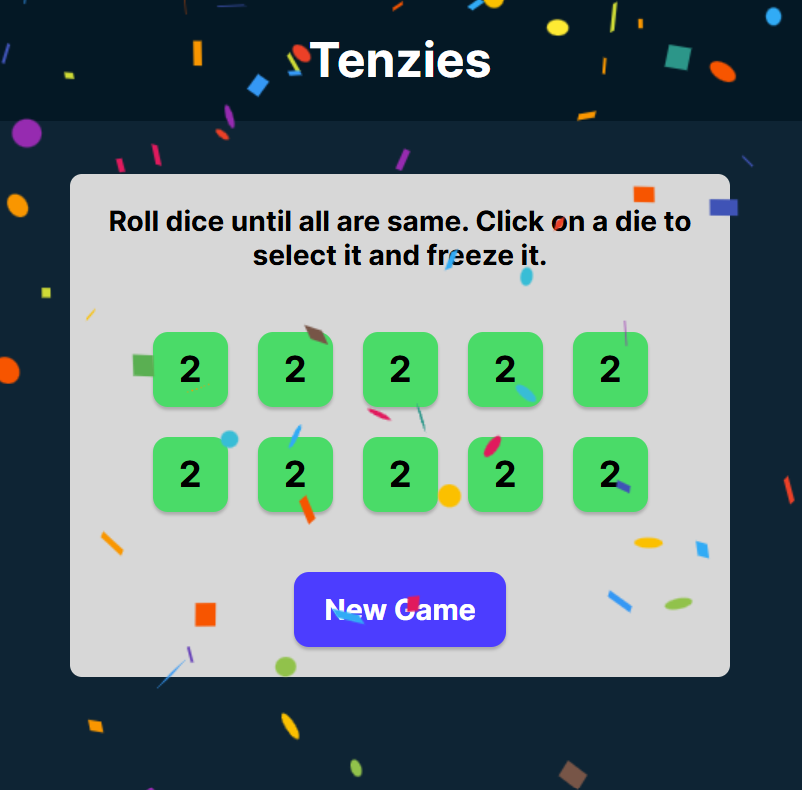 Tenzies
Roll dice until all are same. Click on a die to
select it and freeze it.
2 2 2 2 2
2 2 2 2 2
New Game